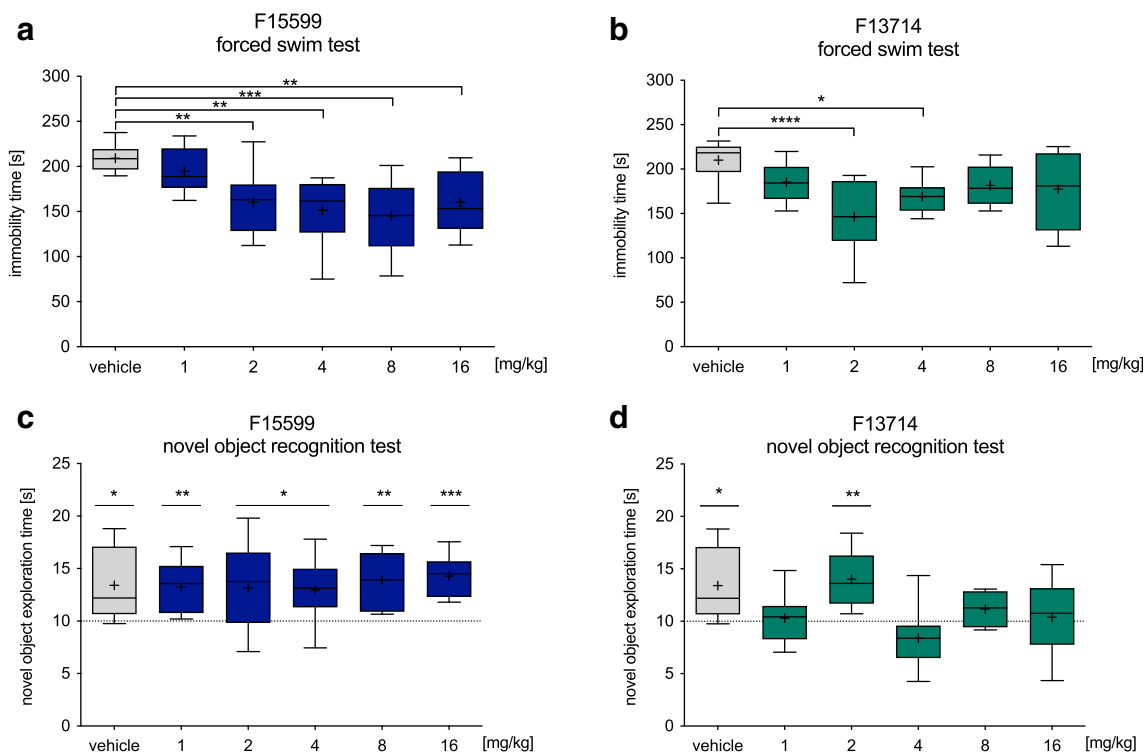 a
F15599
forced swim test
immobility time [s]
300
250
200
150
100
50
0
**
***
**
**
vehicle 1 2 4 8 16 [mg/kg]
b
F13714
forced swim test
immobility time [s]
300
250
200
150
100
50
0
*
****
vehicle 1 2 4 8 16 [mg/kg]
c
F15599
novel object recognition test
novel object exploration time [s]
25
20
15
10
5
0
* ** * ** ***
vehicle 1 2 4 8 16 [mg/kg]
d
F13714
novel object recognition test
novel object exploration time [s]
25
20
15
10
5
0
* **
vehicle 1 2 4 8 16 [mg/kg]